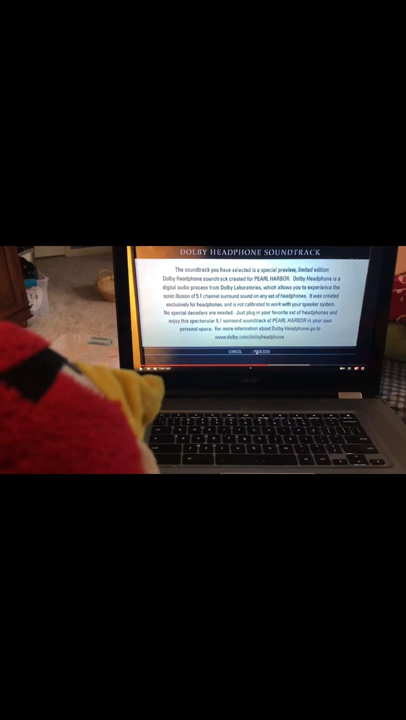 DOLBY HEADPHONE SOUNDTRACK
The soundtrack you have selected is a special preview, limited edition
Dolby Headphone soundtrack created for PEARL HARBOR. Dolby Headphone is a
digital audio process from Dolby Laboratories, which allows you to experience the
sonic illusion of 5.1 channel surround sound on any set of headphones. It was created
exclusively for headphones, and is not calibrated to work with your speaker system.
No special decoders are needed. Just plug in your favorite set of headphones and
enjoy this spectacular 5.1 surround soundtrack of PEARL HARBOR in your own
personal space. For more information about Dolby Headphone go to
www.dolby.com/dolbyheadphone
CANCEL PROCEED
acer